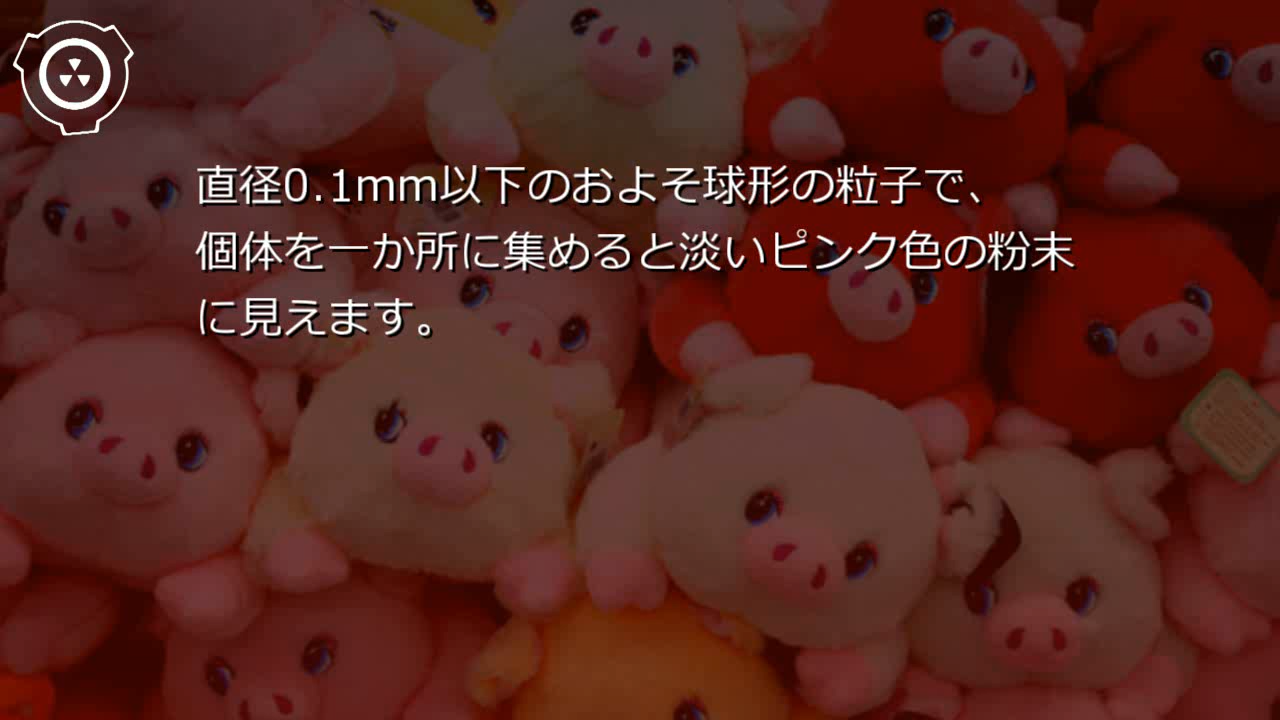 直径0.1mm以下のおよそ球形の粒子で、
個体を一か所に集めると淡いピンク色の粉末
に見えます。